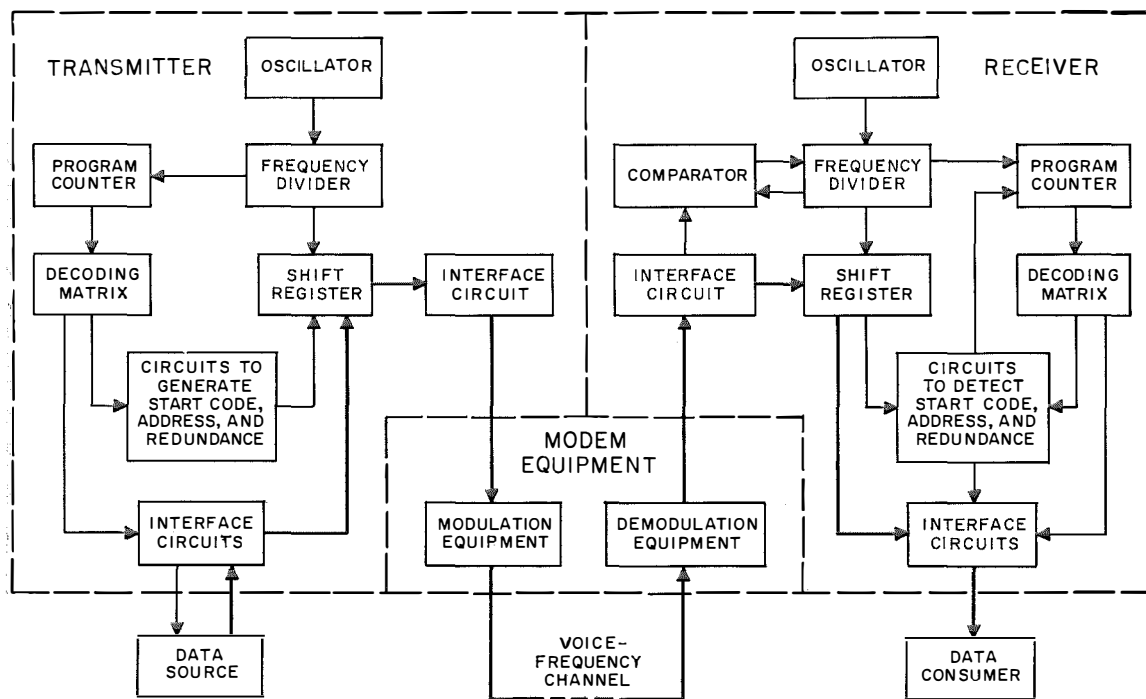 TRANSMITTER
OSCILLATOR
PROGRAM
COUNTER
FREQUENCY
DIVIDER
DECODING
MATRIX
SHIFT
REGISTER
INTERFACE
CIRCUIT
CIRCUITS TO
GENERATE
START CODE,
ADDRESS, AND
REDUNDANCE
INTERFACE
CIRCUITS
DATA
SOURCE
MODEM
EQUIPMENT
MODULATION
EQUIPMENT
DEMODULATION
EQUIPMENT
VOICE-
FREQUENCY
CHANNEL
OSCILLATOR
RECEIVER
COMPARATOR
FREQUENCY
DIVIDER
PROGRAM
COUNTER
INTERFACE
CIRCUIT
SHIFT
REGISTER
DECODING
MATRIX
CIRCUITS
TO DETECT
START CODE,
ADDRESS, AND
REDUNDANCE
INTERFACE
CIRCUITS
DATA
CONSUMER